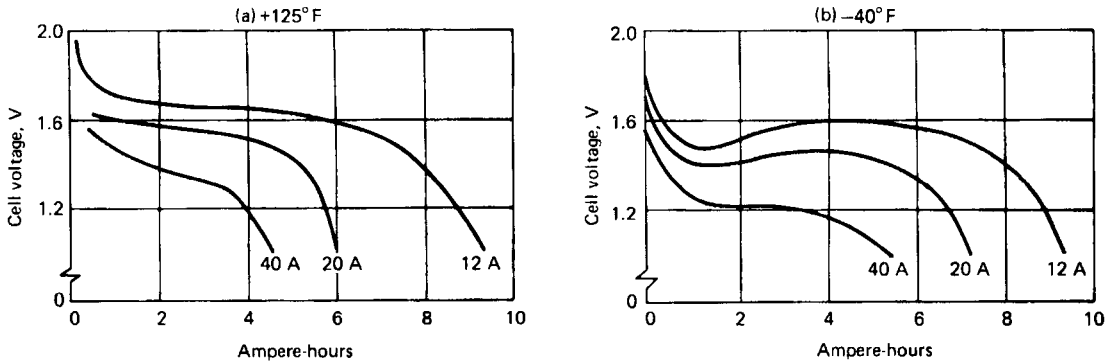 (a) +125° F
Cell voltage, V
2.0
1.6
1.2
0
40 A
20 A
12 A
0 2 4 6 8 10
Ampere-hours
(b) −40° F
Cell voltage, V
2.0
1.6
1.2
0
40 A
20 A
12 A
0 2 4 6 8 10
Ampere-hours